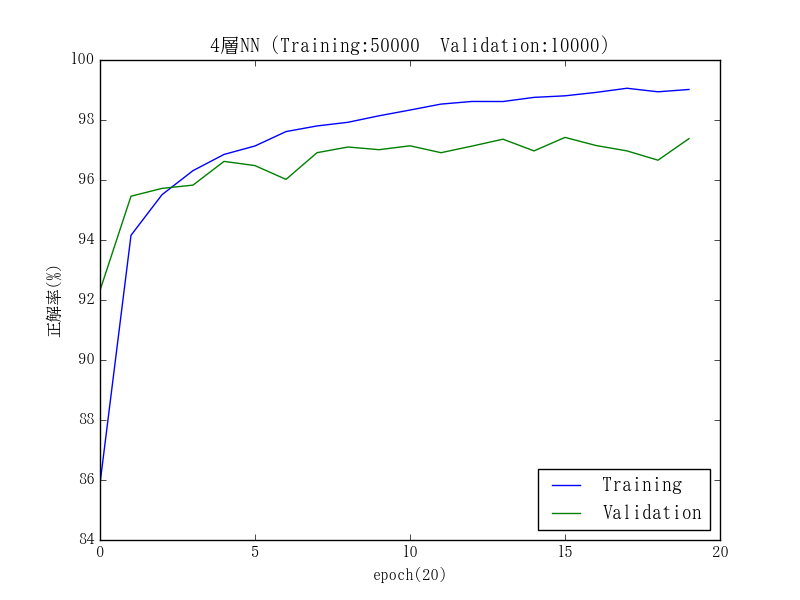 4層NN (Training:50000  Validation:10000)
100
98
96
94
92
90
88
86
84
正解率(%)
0 5 10 15 20
epoch(20)
Training
Validation